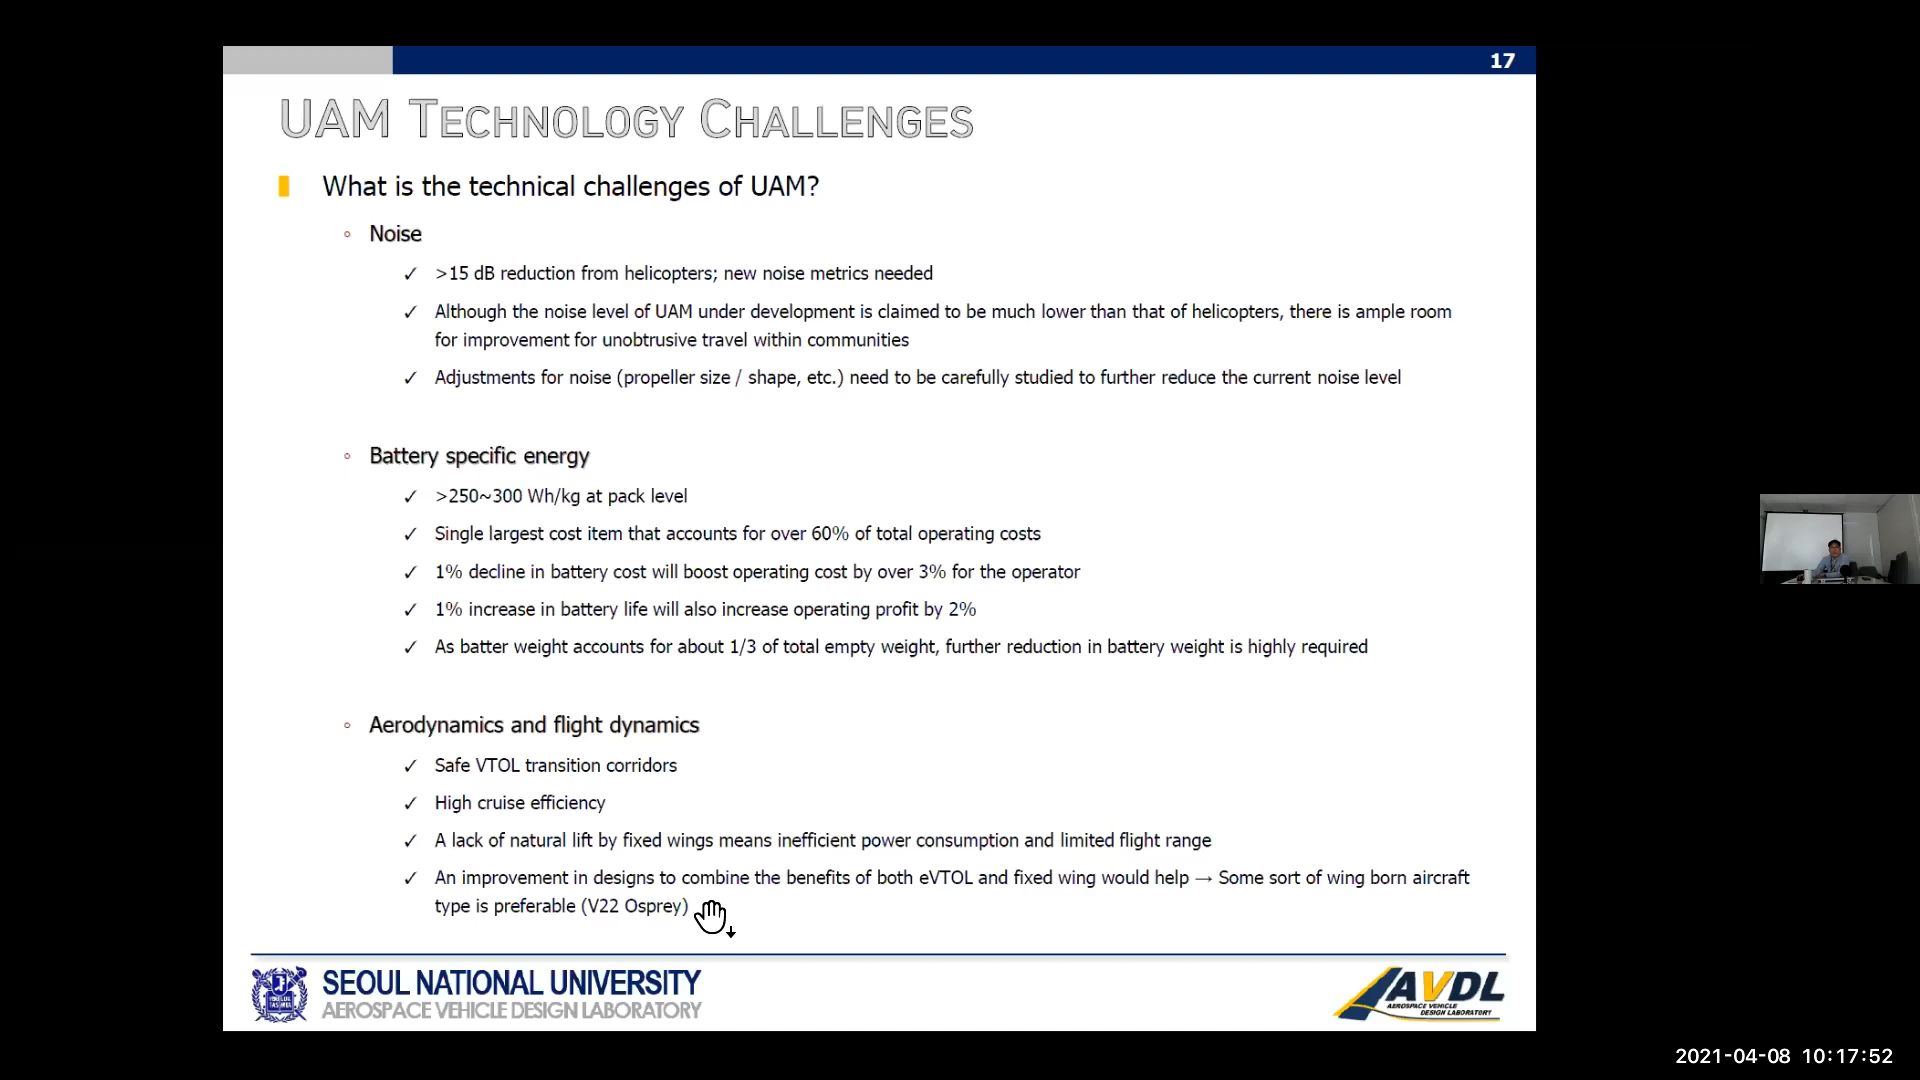 17
UAM TECHNOLOGY CHALLENGES
What is the technical challenges of UAM?
Noise
✓ >15 dB reduction from helicopters; new noise metrics needed
✓ Although the noise level of UAM under development is claimed to be much lower than that of helicopters, there is ample room
for improvement for unobtrusive travel within communities
✓ Adjustments for noise (propeller size / shape, etc.) need to be carefully studied to further reduce the current noise level
Battery specific energy
✓ >250~300 Wh/kg at pack level
✓ Single largest cost item that accounts for over 60% of total operating costs
✓ 1% decline in battery cost will boost operating cost by over 3% for the operator
✓ 1% increase in battery life will also increase operating profit by 2%
✓ As batter weight accounts for about 1/3 of total empty weight, further reduction in battery weight is highly required
Aerodynamics and flight dynamics
✓ Safe VTOL transition corridors
✓ High cruise efficiency
✓ A lack of natural lift by fixed wings means inefficient power consumption and limited flight range
✓ An improvement in designs to combine the benefits of both eVTOL and fixed wing would help → Some sort of wing born aircraft
type is preferable (V22 Osprey)
SEOUL NATIONAL UNIVERSITY
AEROSPACE VEHICLE DESIGN LABORATORY
AVDL
AEROSPACE VEHICLE
DESIGN LABORATORY
2021-04-08 10:17:52